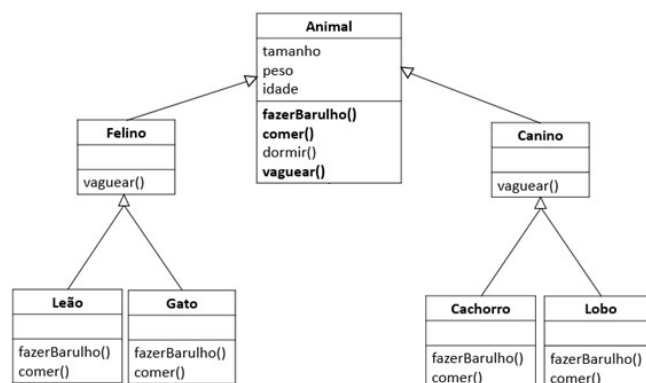 Animal
tamanho
peso
idade
fazerBarulho()
comer()
dormir()
vaguear()
Felino
vaguear()
Canino
vaguear()
Leão
fazerBarulho()
comer()
Gato
fazerBarulho()
comer()
Cachorro
fazerBarulho()
comer()
Lobo
fazerBarulho()
comer()